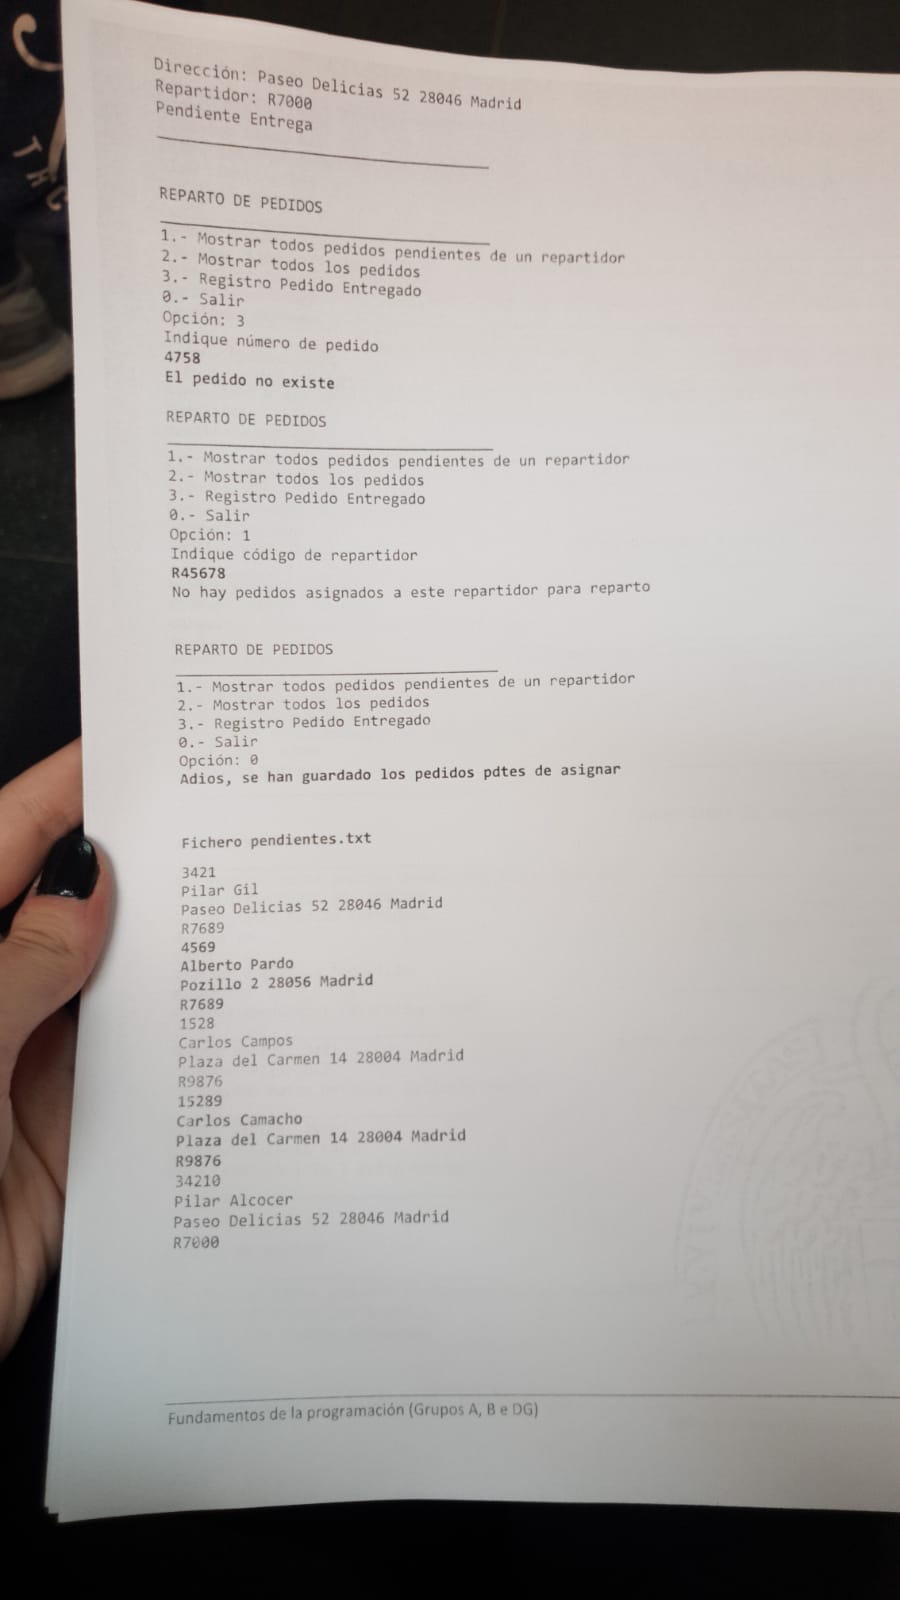 Dirección: Paseo Delicias 52 28046 Madrid
Repartidor: R7000
Pendiente Entrega
REPARTO DE PEDIDOS
1.- Mostrar todos pedidos pendientes de un repartidor
2.- Mostrar todos los pedidos
3.- Registro Pedido Entregado
0.- Salir
Opción: 3
Indique número de pedido
4758
El pedido no existe
REPARTO DE PEDIDOS
1.- Mostrar todos pedidos pendientes de un repartidor
2.- Mostrar todos los pedidos
3.- Registro Pedido Entregado
0.- Salir
Opción: 1
Indique código de repartidor
R45678
No hay pedidos asignados a este repartidor para reparto
REPARTO DE PEDIDOS
1.- Mostrar todos pedidos pendientes de un repartidor
2.- Mostrar todos los pedidos
3.- Registro Pedido Entregado
0.- Salir
Opción: 0
Adios, se han guardado los pedidos pdtes de asignar
Fichero pendientes.txt
3421
Pilar Gil
Paseo Delicias 52 28046 Madrid
R7689
4569
Alberto Pardo
Pozillo 2 28056 Madrid
R7689
1528
Carlos Campos
Plaza del Carmen 14 28004 Madrid
R9876
15289
Carlos Camacho
Plaza del Carmen 14 28004 Madrid
R9876
34210
Pilar Alcocer
Paseo Delicias 52 28046 Madrid
R7000
Fundamentos de la programación (Grupos A, B e DG)